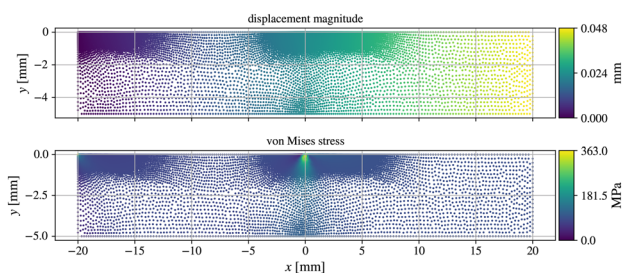 displacement magnitude
0
−2
−4
y [mm]
0.048
0.024
0.000
mm
von Mises stress
0.0
−2.5
−5.0
y [mm]
363.0
181.5
0.0
MPa
−20 −15 −10 −5 0 5 10 15 20
x [mm]